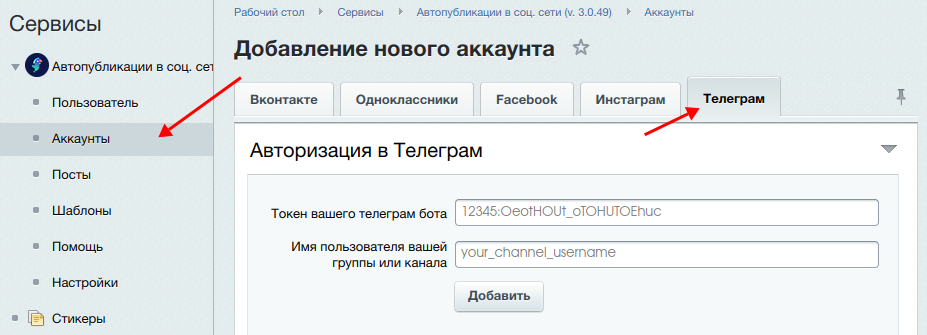 Сервисы
Автопубликации в соц. сет
Пользователь
Аккаунты
Посты
Шаблоны
Помощь
Настройки
Стикеры
Рабочий стол
Сервисы
Автопубликации в соц. сети (v. 3.0.49)
Аккаунты
Добавление нового аккаунта
Вконтакте
Одноклассники
Facebook
Инстаграм
Телеграм
Авторизация в Телеграм
Токен вашего телеграм бота
12345:OeotHOUt_oTOHUTOEhuc
Имя пользователя вашей
группы или канала
your_channel_username
Добавить